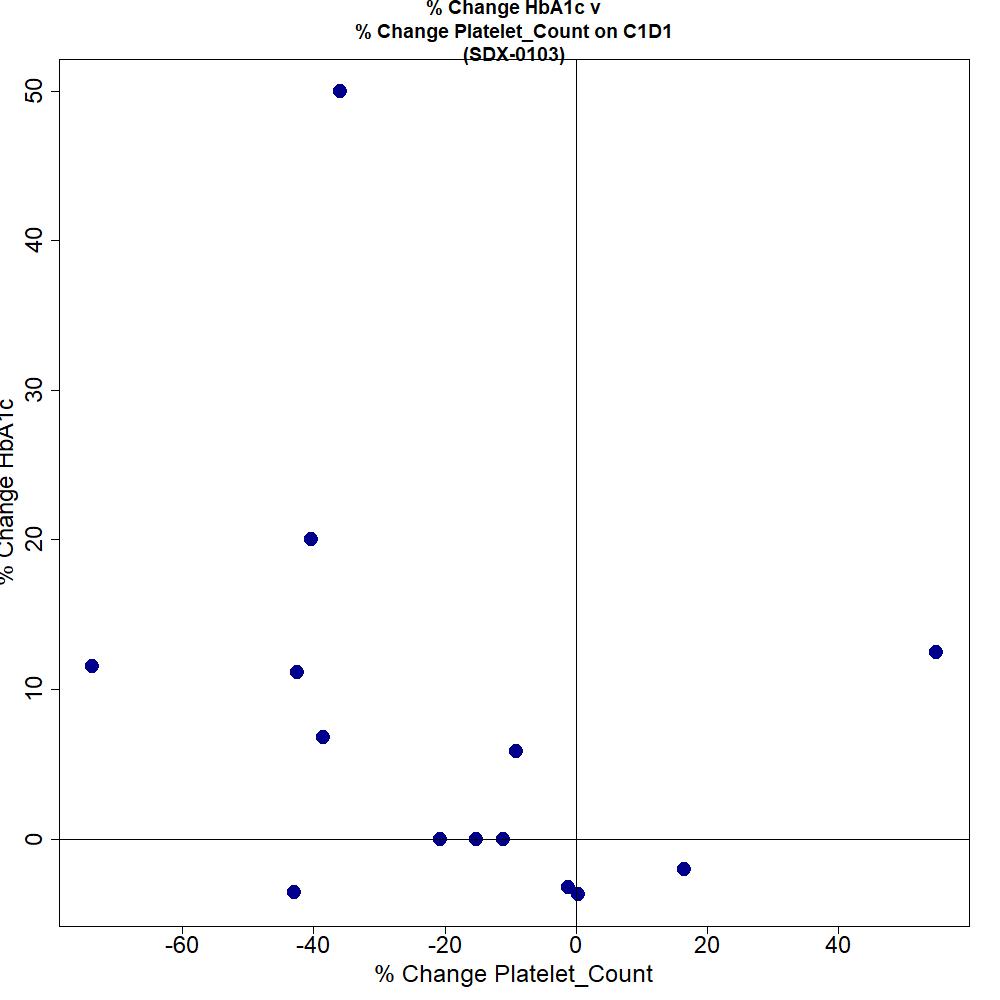 % Change HbA1c v
% Change Platelet_Count on C1D1
(SDX-0103)
50
40
30
20
10
0
% Change HbA1c
-60 -40 -20 0 20 40
% Change Platelet_Count